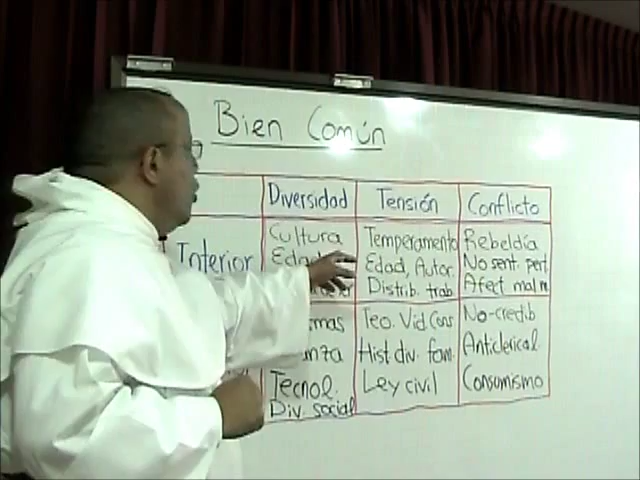 Bien Común
Diversidad Tensión Conflicto
Interior
Cultura
Temperamento
Edad, Autor.
Distrib. trab
Rebeldía
No sent. pert
Afect mal
Tecnol.
Div. social
Teo. Vid Cons
Hist div. fam.
Ley civil
No-credib
Anticlerical
Consumismo